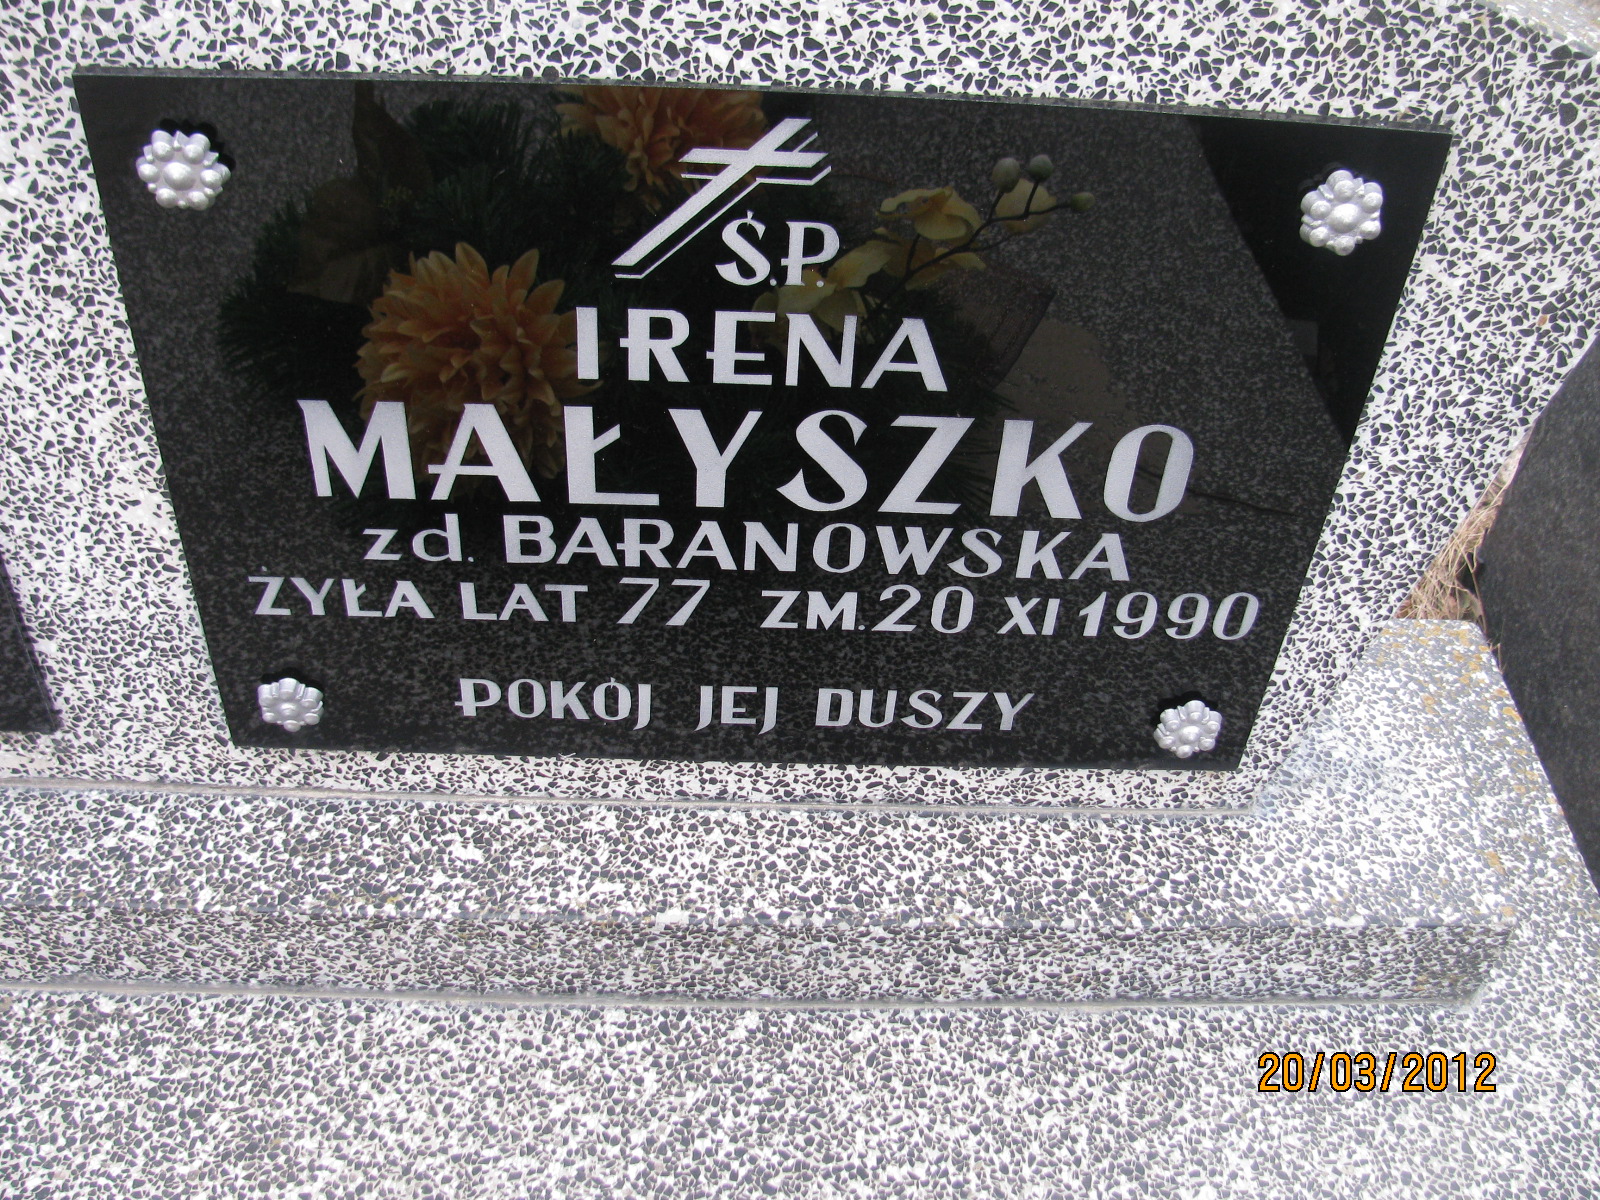 Ś.P.
IRENA
MAŁYSZKO
zd. BARANOWSKA
ŻYŁA LAT 77 ZM. 20 XI 1990
POKÓJ JEJ DUSZY
20/03/2012